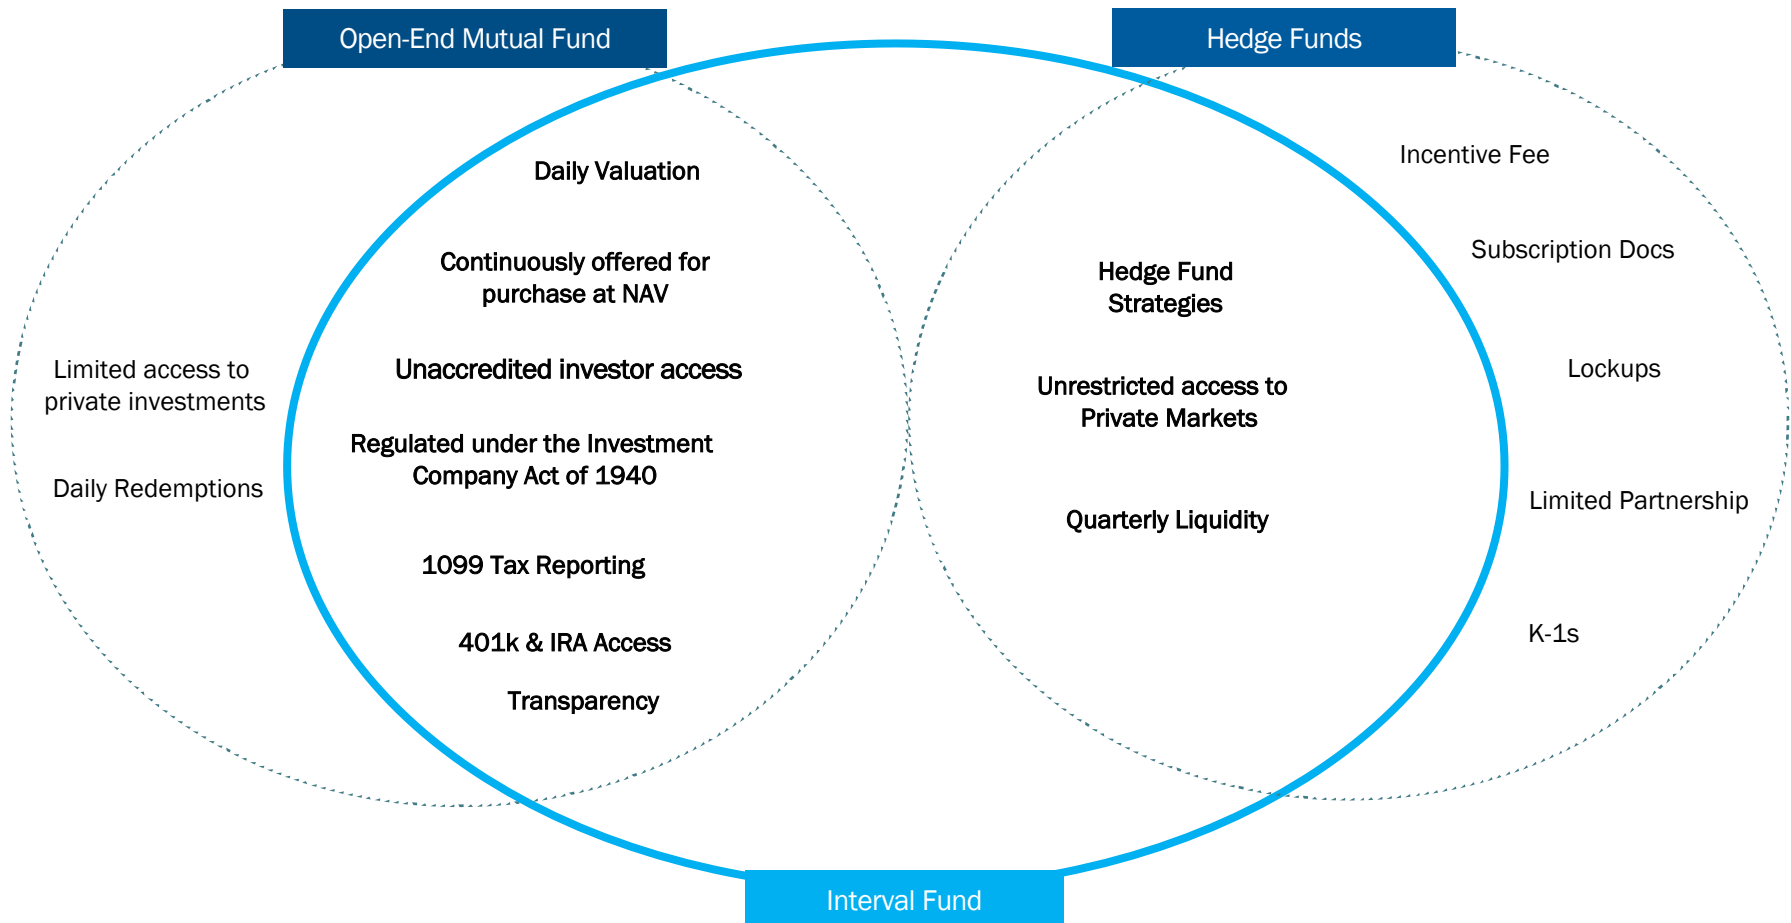 Open-End Mutual Fund
Hedge Funds
Daily Valuation
Continuously offered for
purchase at NAV
Unaccredited investor access
Regulated under the Investment
Company Act of 1940
1099 Tax Reporting
401k & IRA Access
Transparency
Limited access to
private investments
Daily Redemptions
Hedge Fund
Strategies
Unrestricted access to
Private Markets
Quarterly Liquidity
Incentive Fee
Subscription Docs
Lockups
Limited Partnership
K-1s
Interval Fund